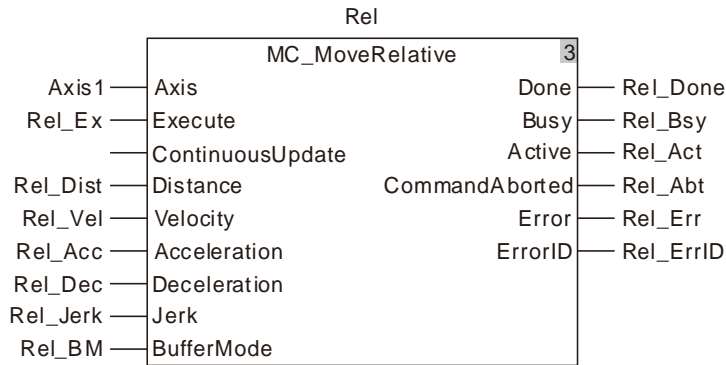 Rel
MC_MoveRelative 3
Axis1 Axis Done Rel_Done
Rel_Ex Execute Busy Rel_Bsy
ContinuousUpdate Active Rel_Act
Rel_Dist Distance CommandAborted Rel_Abt
Rel_Vel Velocity Error Rel_Err
Rel_Acc Acceleration ErrorID Rel_ErrID
Rel_Dec Deceleration
Rel_Jerk Jerk
Rel_BM BufferMode